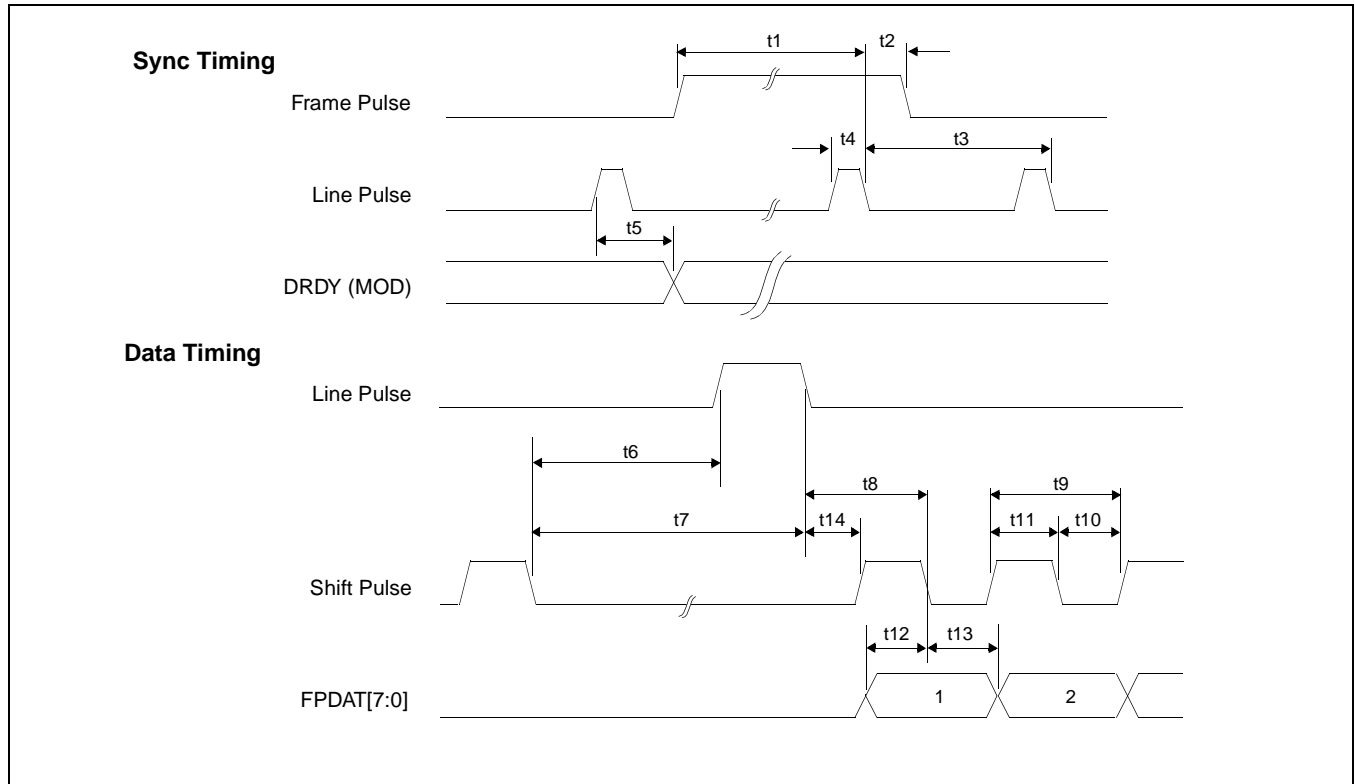 Sync Timing
t1
t2
Frame Pulse
t4
t3
Line Pulse
t5
DRDY (MOD)
Data Timing
Line Pulse
t6
t8
t9
t7
t14
t11
t10
Shift Pulse
t12
t13
FPDAT[7:0]
1
2